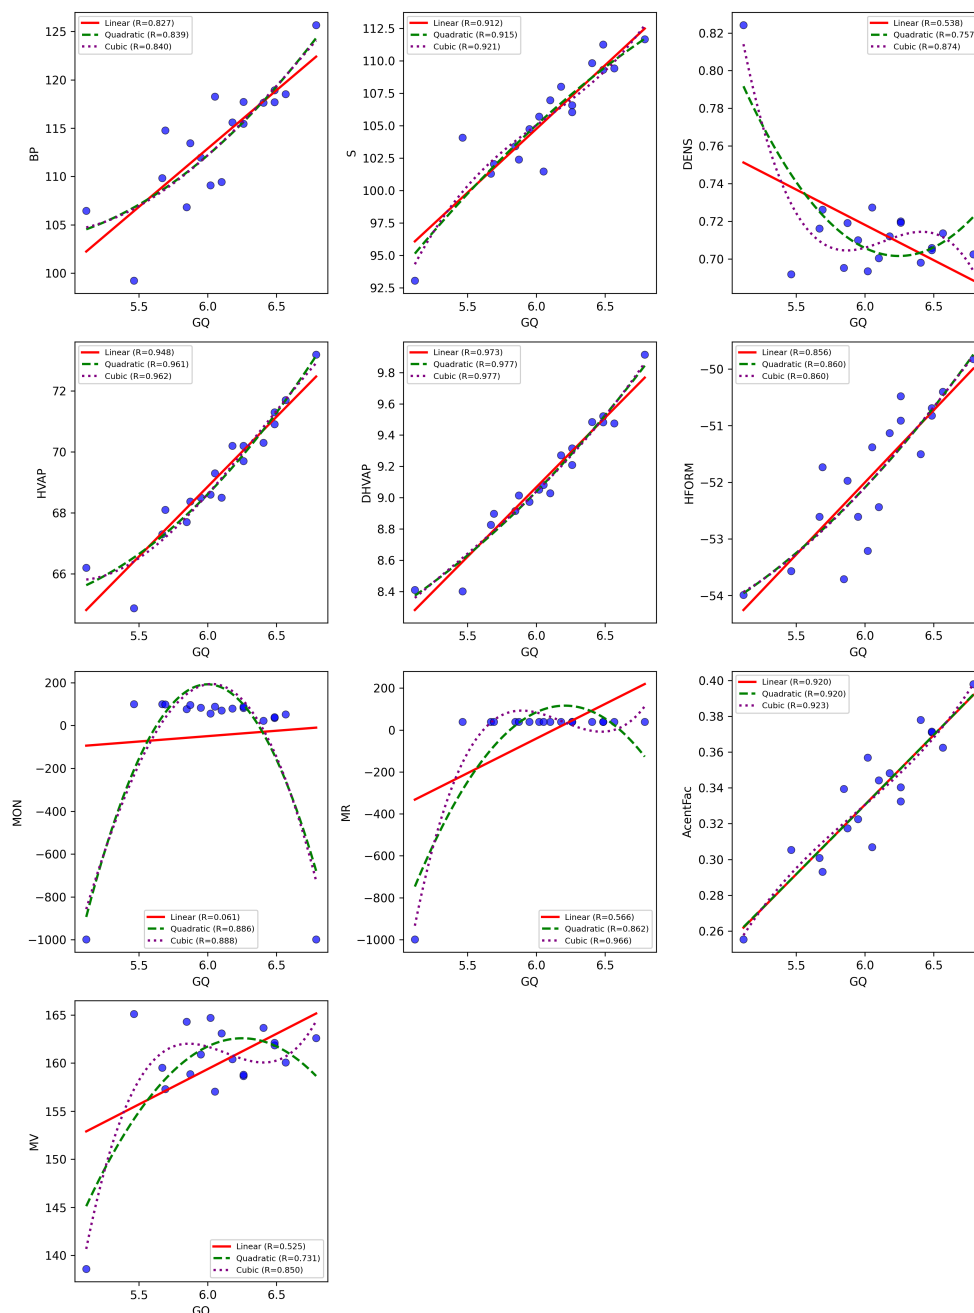 Linear (R=0.827)
Quadratic (R=0.839)
Cubic (R=0.840)
125
120
115
110
105
100
BP
5.5 6.0 6.5
GQ
Linear (R=0.912)
Quadratic (R=0.915)
Cubic (R=0.921)
112.5
110.0
107.5
105.0
102.5
100.0
97.5
95.0
92.5
S
5.5 6.0 6.5
GQ
Linear (R=0.538)
Quadratic (R=0.757)
Cubic (R=0.874)
0.82
0.80
0.78
0.76
0.74
0.72
0.70
DENS
5.5 6.0 6.5
GQ
Linear (R=0.948)
Quadratic (R=0.961)
Cubic (R=0.962)
72
70
68
66
HVAP
5.5 6.0 6.5
GQ
Linear (R=0.973)
Quadratic (R=0.977)
Cubic (R=0.977)
9.8
9.6
9.4
9.2
9.0
8.8
8.6
8.4
DHVAP
5.5 6.0 6.5
GQ
Linear (R=0.856)
Quadratic (R=0.860)
Cubic (R=0.860)
−50
−51
−52
−53
−54
HFORM
5.5 6.0 6.5
GQ
200
0
−200
−400
−600
−800
−1000
MON
Linear (R=0.061)
Quadratic (R=0.886)
Cubic (R=0.888)
5.5 6.0 6.5
GQ
200
0
−200
−400
−600
−800
−1000
MR
Linear (R=0.566)
Quadratic (R=0.862)
Cubic (R=0.966)
5.5 6.0 6.5
GQ
Linear (R=0.920)
Quadratic (R=0.920)
Cubic (R=0.923)
0.40
0.38
0.36
0.34
0.32
0.30
0.28
0.26
AcentFac
5.5 6.0 6.5
GQ
165
160
155
150
145
140
MV
Linear (R=0.525)
Quadratic (R=0.731)
Cubic (R=0.850)
5.5 6.0 6.5
GQ